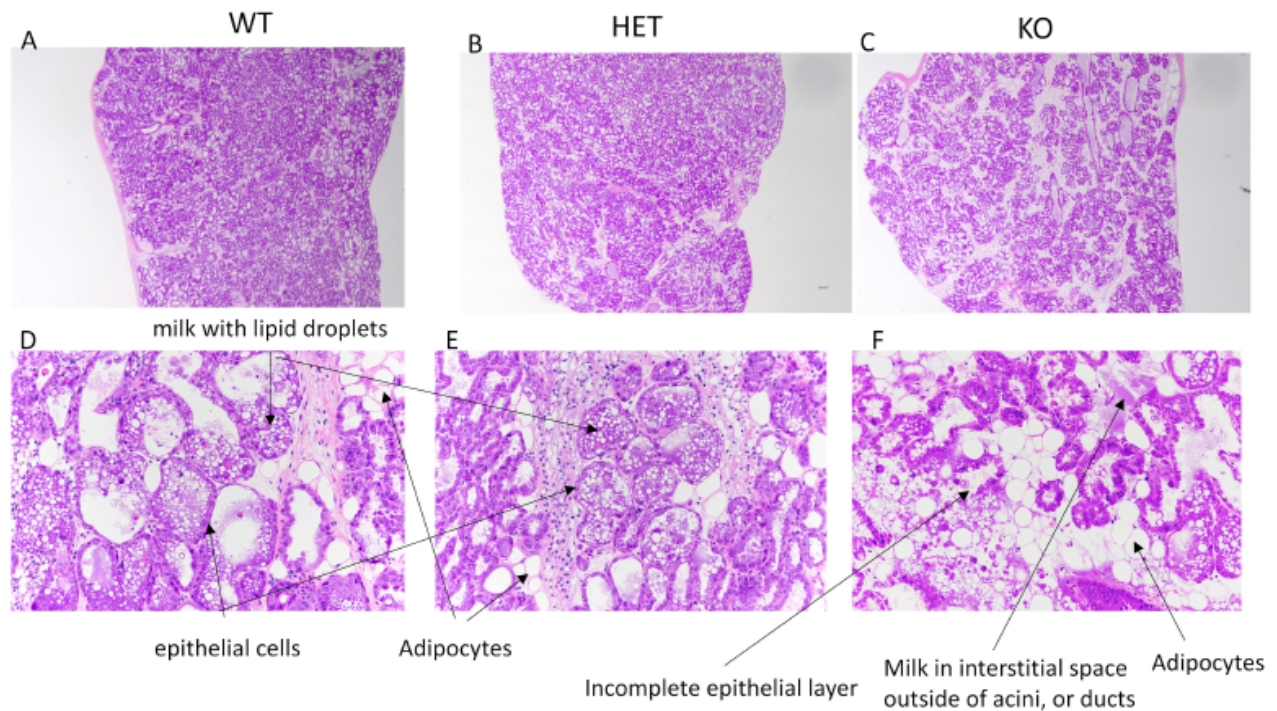 WT
HET
KO
A
B
C
milk with lipid droplets
D
E
F
epithelial cells
Adipocytes
Incomplete epithelial layer
Milk in interstitial space
outside of acini, or ducts
Adipocytes